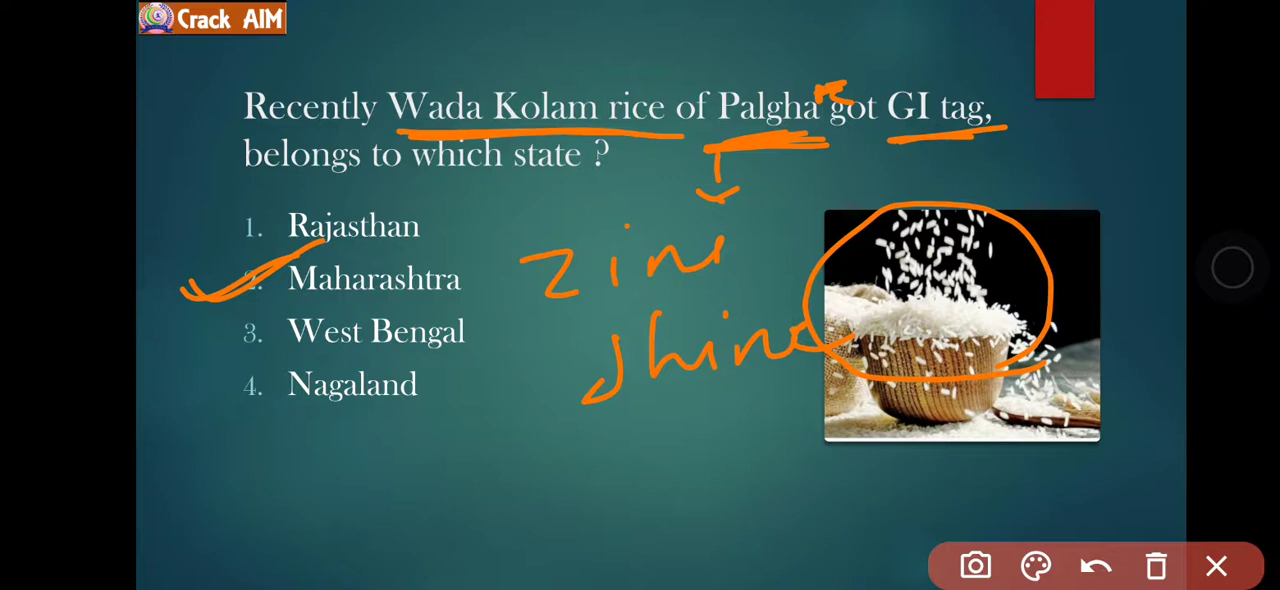 Crack AIM
Recently Wada Kolam rice of Palgha r got GI tag,
belongs to which state ?
1. Rajasthan
2. Maharashtra
3. West Bengal
4. Nagaland
Zini
Jhini